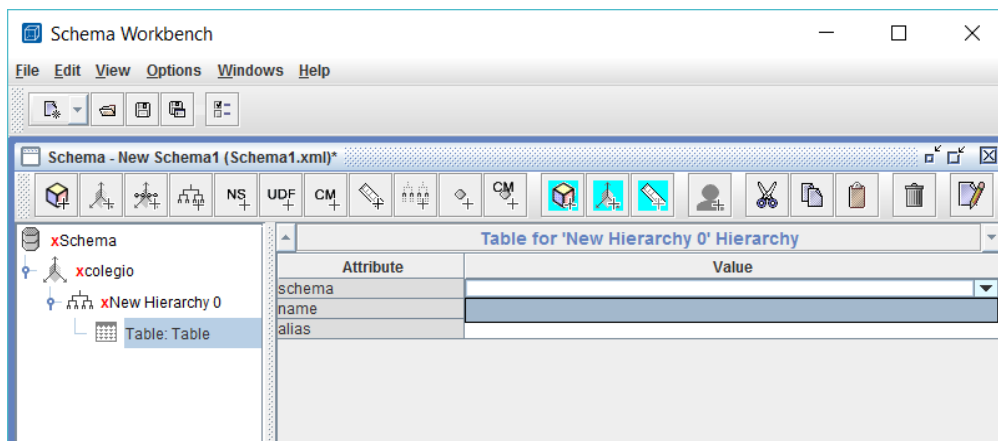 Schema Workbench
File Edit View Options Windows Help
Schema - New Schema1 (Schema1.xml)*
NS UDF CM CM
xSchema
Table for 'New Hierarchy 0' Hierarchy
xcolegio
Attribute Value
xNew Hierarchy 0
schema
name
Table: Table
alias